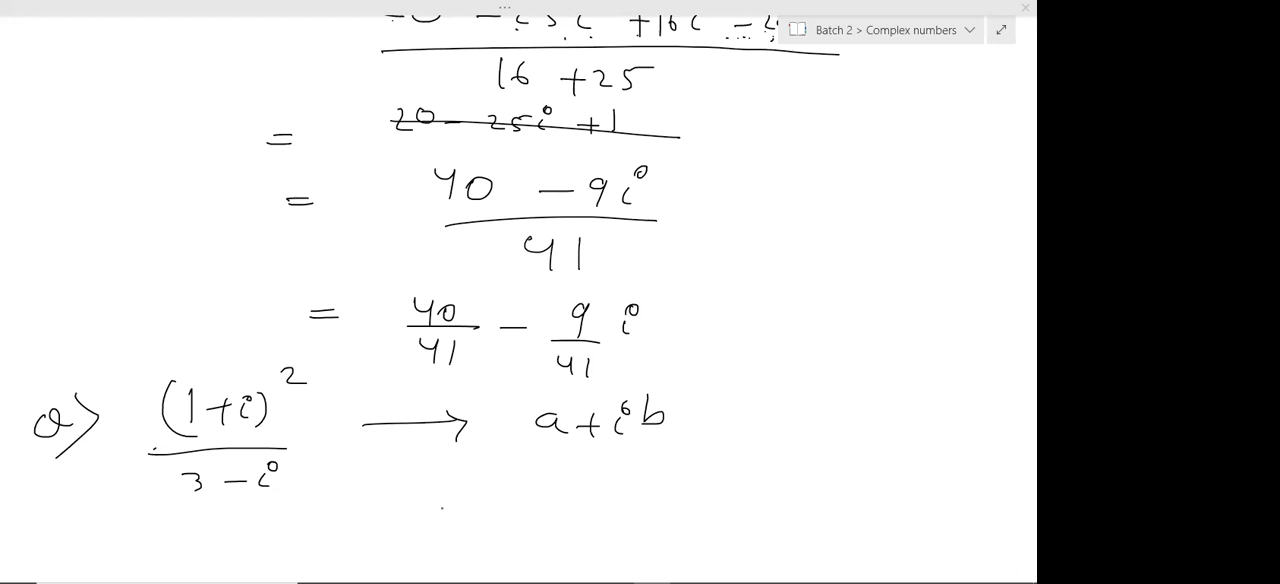 Batch 2 > Complex numbers
+16i
16 + 25
= 20 - 25i + 1
= 40 - 9i
41
= 40/41 - 9/41 i
Q> (1+i)^2 / 3-i → a+ib